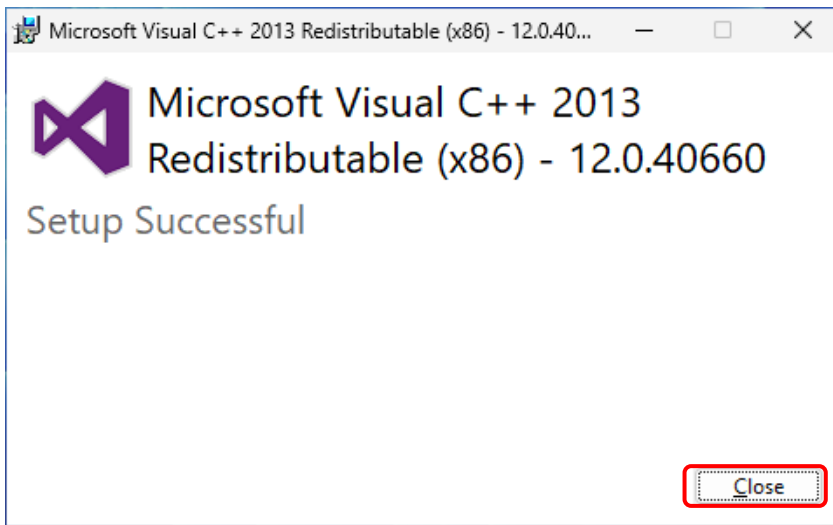 Microsoft Visual C++ 2013 Redistributable (x86) - 12.0.40...
Microsoft Visual C++ 2013
Redistributable (x86) - 12.0.40660
Setup Successful
Close